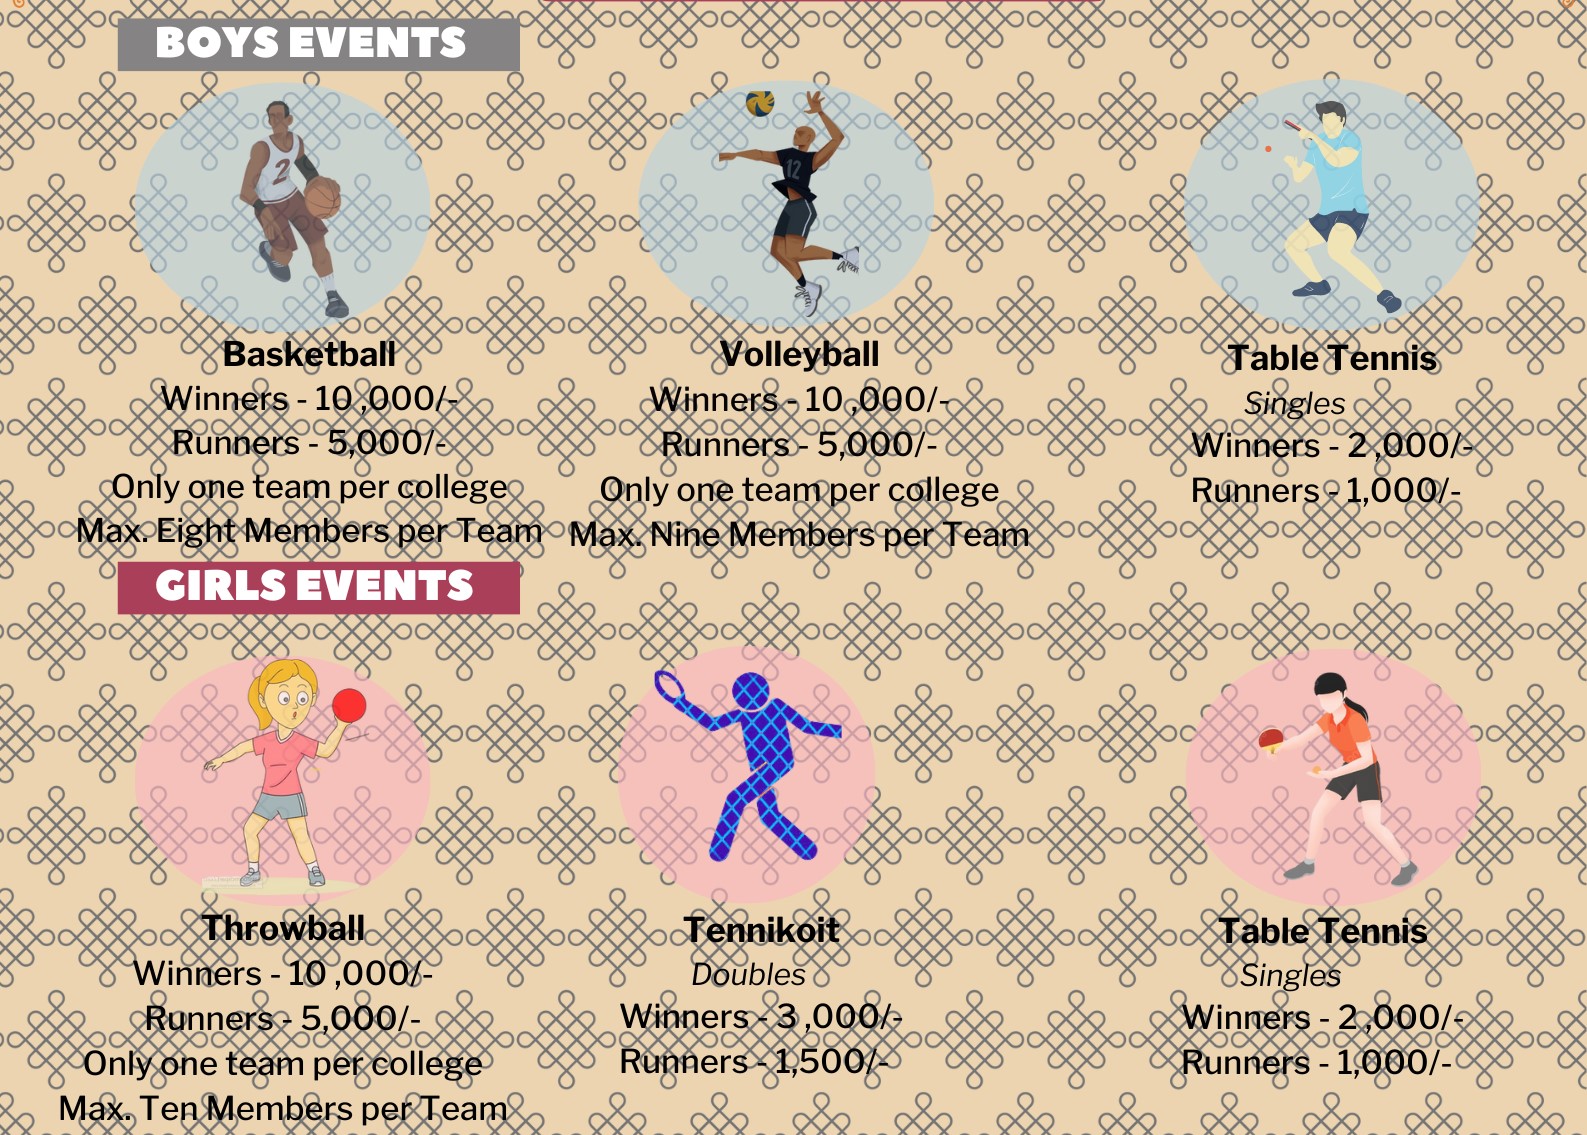 BOYS EVENTS
2
12
Basketball
Winners - 10 ,000/-
Runners - 5,000/-
Only one team per college
Max. Eight Members per Team
Volleyball
Winners - 10 ,000/-
Runners - 5,000/-
Only one team per college
Max. Nine Members per Team
Table Tennis
Singles
Winners - 2 ,000/-
Runners - 1,000/-
GIRLS EVENTS
Throwball
Winners - 10 ,000/-
Runners - 5,000/-
Only one team per college
Max. Ten Members per Team
Tennikoit
Doubles
Winners - 3 ,000/-
Runners - 1,500/-
Table Tennis
Singles
Winners - 2 ,000/-
Runners - 1,000/-